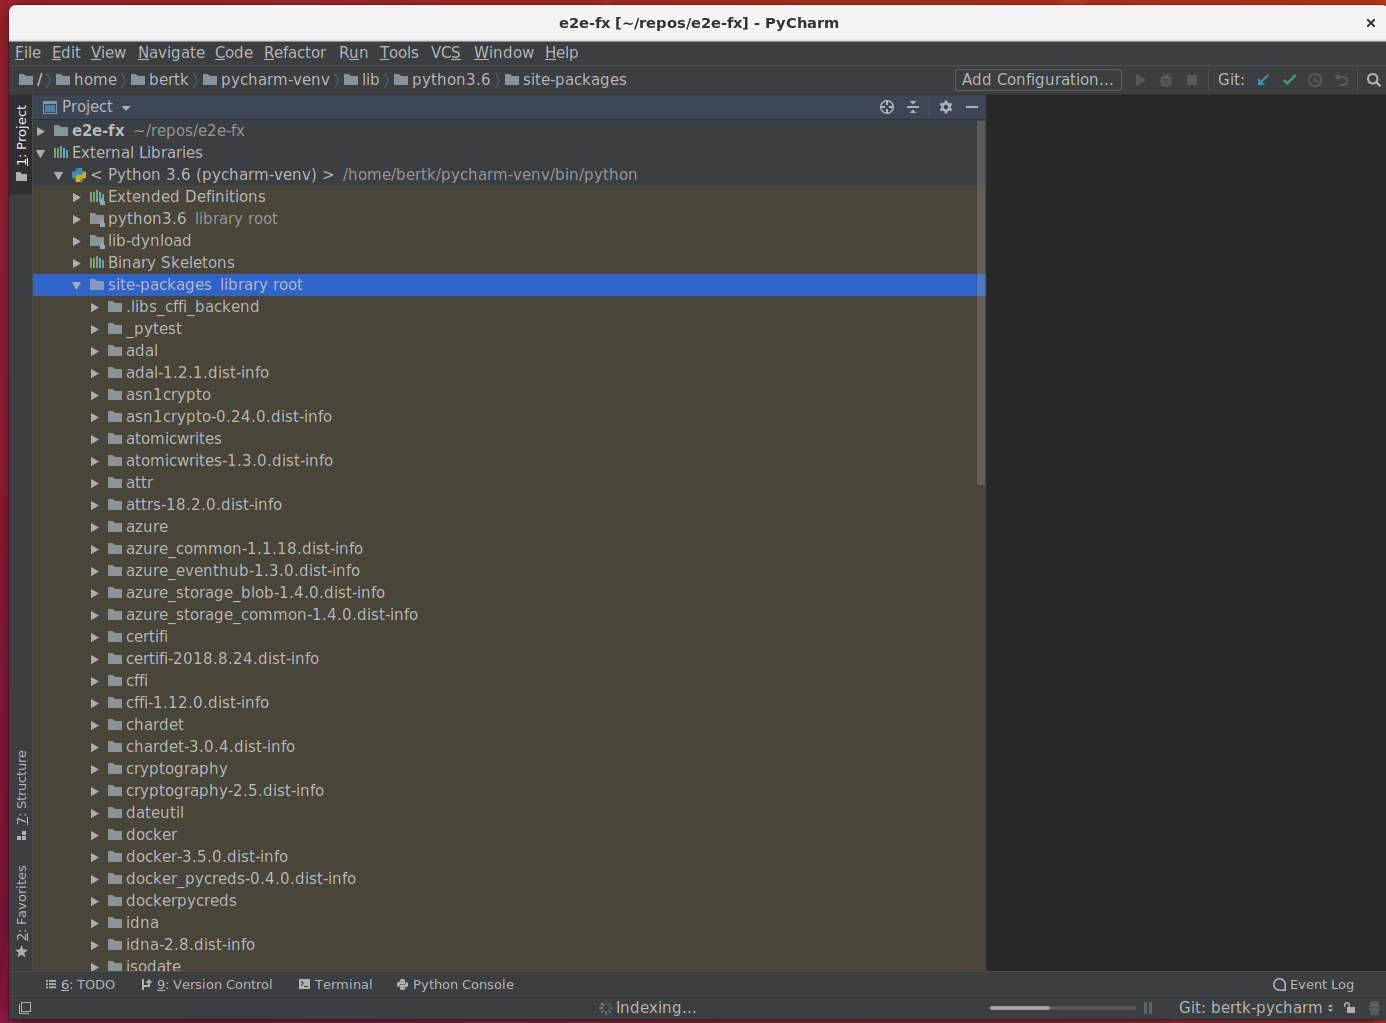 e2e-fx [~/repos/e2e-fx] - PyCharm
File Edit View Navigate Code Refactor Run Tools VCS Window Help
/ home bertk pycharm-venv lib python3.6 site-packages Add Configuration... Git:
Project
e2e-fx ~/repos/e2e-fx
External Libraries
< Python 3.6 (pycharm-venv) > /home/bertk/pycharm-venv/bin/python
Extended Definitions
python3.6 library root
lib-dynload
Binary Skeletons
site-packages library root
.libs_cffi_backend
_pytest
adal
adal-1.2.1.dist-info
asn1crypto
asn1crypto-0.24.0.dist-info
atomicwrites
atomicwrites-1.3.0.dist-info
attr
attrs-18.2.0.dist-info
azure
azure_common-1.1.18.dist-info
azure_eventhub-1.3.0.dist-info
azure_storage_blob-1.4.0.dist-info
azure_storage_common-1.4.0.dist-info
certifi
certifi-2018.8.24.dist-info
cffi
cffi-1.12.0.dist-info
chardet
chardet-3.0.4.dist-info
cryptography
cryptography-2.5.dist-info
dateutil
docker
docker-3.5.0.dist-info
docker_pycreds-0.4.0.dist-info
dockerpycreds
idna
idna-2.8.dist-info
isodate
1: Project
7: Structure
2: Favorites
6: TODO 9: Version Control Terminal Python Console Event Log
Indexing... Git: bertk-pycharm